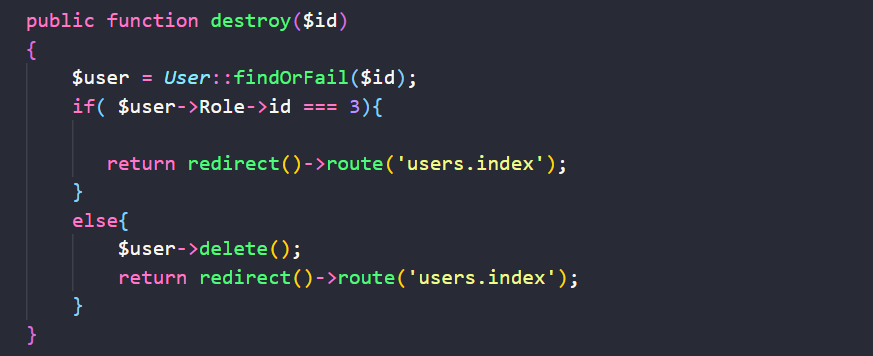 public function destroy($id)
{
    $user = User::findOrFail($id);
    if( $user->Role->id === 3){

       return redirect()->route('users.index');
    }
    else{
        $user->delete();
        return redirect()->route('users.index');
    }
}